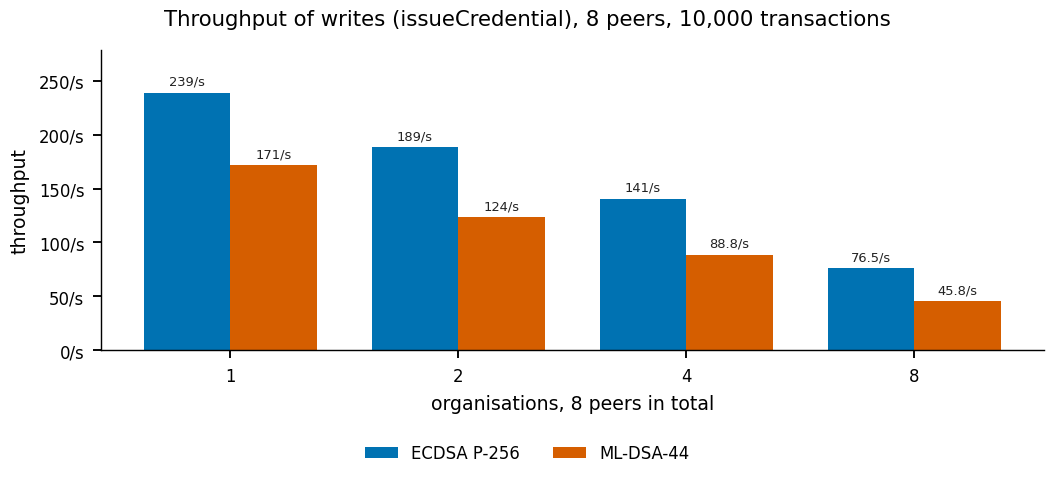 Throughput of writes (issueCredential), 8 peers, 10,000 transactions
throughput
250/s
200/s
150/s
100/s
50/s
0/s
239/s
171/s
189/s
124/s
141/s
88.8/s
76.5/s
45.8/s
1 2 4 8
organisations, 8 peers in total
ECDSA P-256 ML-DSA-44